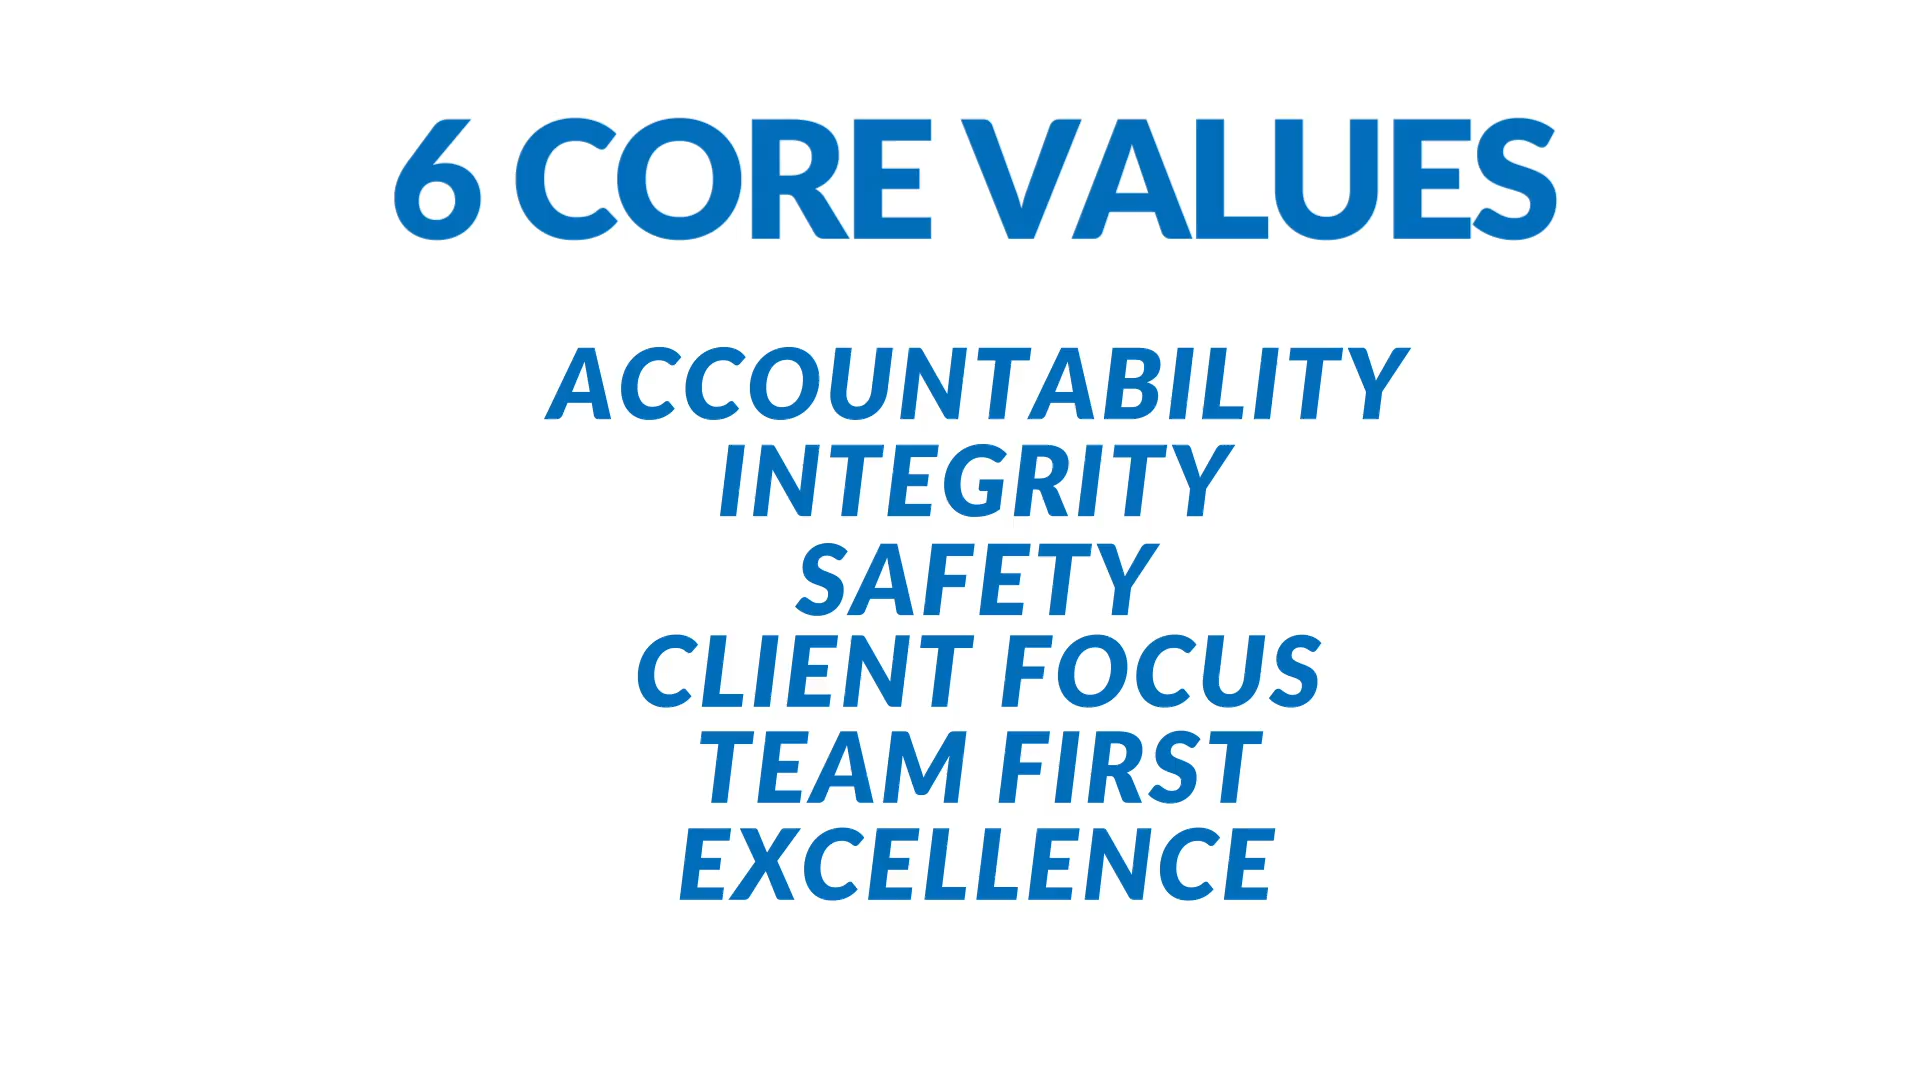 6 CORE VALUES
ACCOUNTABILITY
INTEGRITY
SAFETY
CLIENT FOCUS
TEAM FIRST
EXCELLENCE